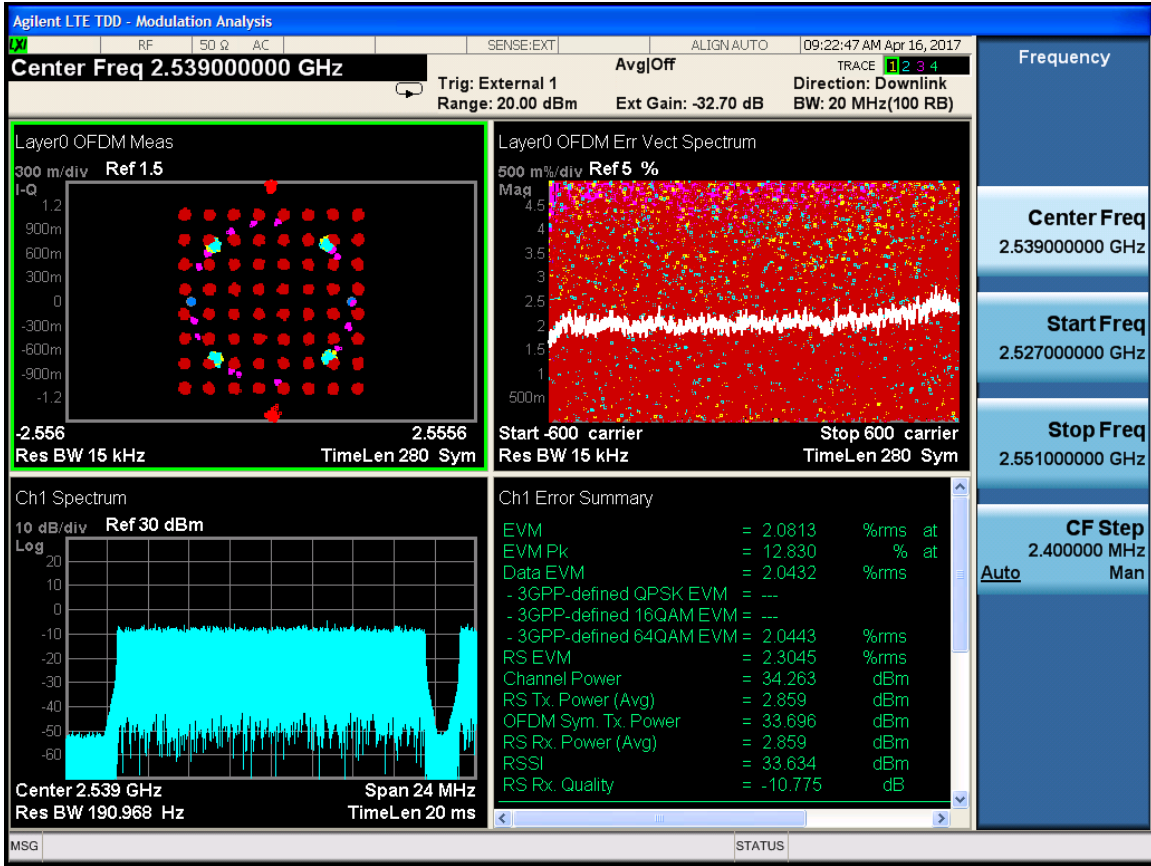 Agilent LTE TDD - Modulation Analysis
LXI RF 50 Ω AC SENSE:EXT ALIGN AUTO 09:22:47 AM Apr 16, 2017
Center Freq 2.539000000 GHz
Avg|Off
TRACE 1 2 3 4
Trig: External 1
Direction: Downlink
Range: 20.00 dBm Ext Gain: -32.70 dB BW: 20 MHz(100 RB)
Layer0 OFDM Meas
300 m/div Ref 1.5
I-Q
1.2
900m
600m
300m
0
-300m
-600m
-900m
-1.2
-2.556 2.5556
Res BW 15 kHz TimeLen 280 Sym
Layer0 OFDM Err Vect Spectrum
500 m%/div Ref 5 %
Mag
4.5
4
3.5
3
2.5
2
1.5
1
500m
Start -600 carrier Stop 600 carrier
Res BW 15 kHz TimeLen 280 Sym
Ch1 Spectrum
10 dB/div Ref 30 dBm
Log
20
10
0
-10
-20
-30
-40
-50
-60
Center 2.539 GHz Span 24 MHz
Res BW 190.968 Hz TimeLen 20 ms
Ch1 Error Summary
EVM = 2.0813 %rms at
EVM Pk = 12.830 % at
Data EVM = 2.0432 %rms
- 3GPP-defined QPSK EVM = ---
- 3GPP-defined 16QAM EVM = ---
- 3GPP-defined 64QAM EVM = 2.0443 %rms
RS EVM = 2.3045 %rms
Channel Power = 34.263 dBm
RS Tx. Power (Avg) = 2.859 dBm
OFDM Sym. Tx. Power = 33.696 dBm
RS Rx. Power (Avg) = 2.859 dBm
RSSI = 33.634 dBm
RS Rx. Quality = -10.775 dB
Frequency
Center Freq
2.539000000 GHz
Start Freq
2.527000000 GHz
Stop Freq
2.551000000 GHz
CF Step
2.400000 MHz
Auto Man
MSG STATUS